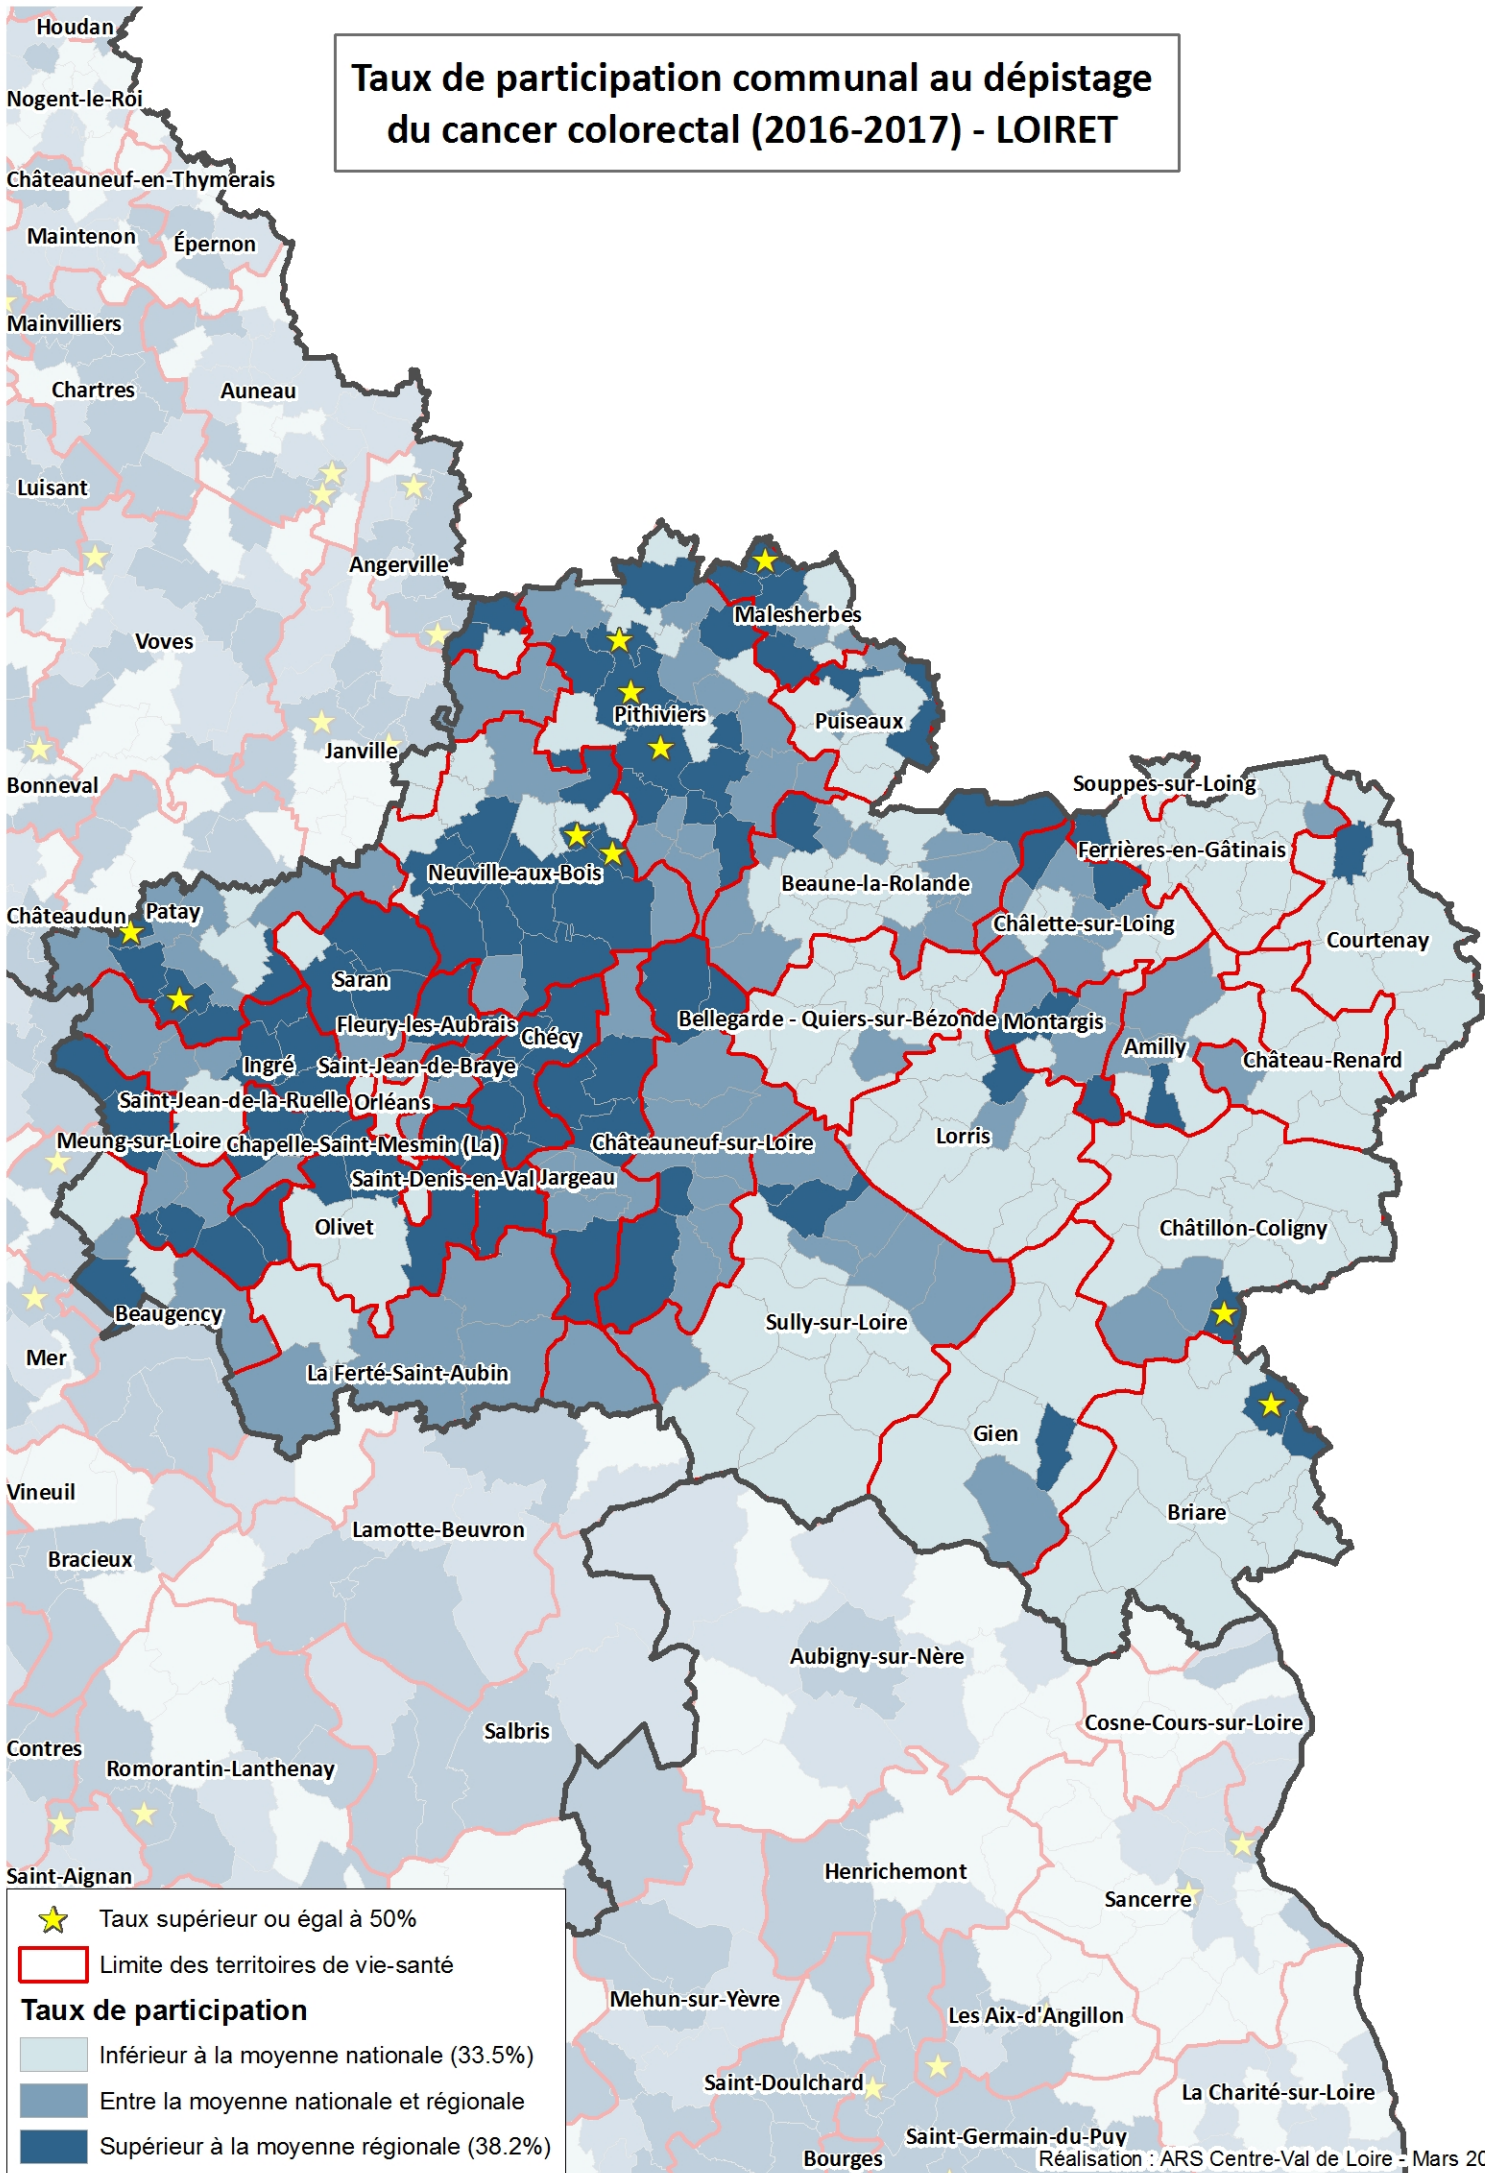 Houdan
Taux de participation communal au dépistage
du cancer colorectal (2016-2017) - LOIRET
Nogent-le-Roi
Châteauneuf-en-Thymerais
Maintenon
Épernon
Mainvilliers
Chartres
Auneau
Luisant
Angerville
Malesherbes
Voves
Pithiviers
Puiseaux
Janville
Bonneval
Souppes-sur-Loing
Ferrières-en-Gâtinais
Neuville-aux-Bois
Beaune-la-Rolande
Châteaudun
Patay
Châlette-sur-Loing
Courtenay
Saran
Bellegarde - Quiers-sur-Bézonde
Montargis
Fleury-les-Aubrais
Chécy
Amilly
Château-Renard
Ingré
Saint-Jean-de-Braye
Saint-Jean-de-la-Ruelle
Orléans
Meung-sur-Loire
Chapelle-Saint-Mesmin (La)
Châteauneuf-sur-Loire
Lorris
Saint-Denis-en-Val
Jargeau
Olivet
Châtillon-Coligny
Beaugency
Sully-sur-Loire
Mer
La Ferté-Saint-Aubin
Gien
Vineuil
Briare
Lamotte-Beuvron
Bracieux
Aubigny-sur-Nère
Cosne-Cours-sur-Loire
Salbris
Contres
Romorantin-Lanthenay
Saint-Aignan
Henrichemont
Sancerre
Mehun-sur-Yèvre
Les Aix-d'Angillon
Saint-Doulchard
La Charité-sur-Loire
Saint-Germain-du-Puy
Bourges
Taux supérieur ou égal à 50%
Limite des territoires de vie-santé
Taux de participation
Inférieur à la moyenne nationale (33.5%)
Entre la moyenne nationale et régionale
Supérieur à la moyenne régionale (38.2%)
Réalisation : ARS Centre-Val de Loire - Mars 20